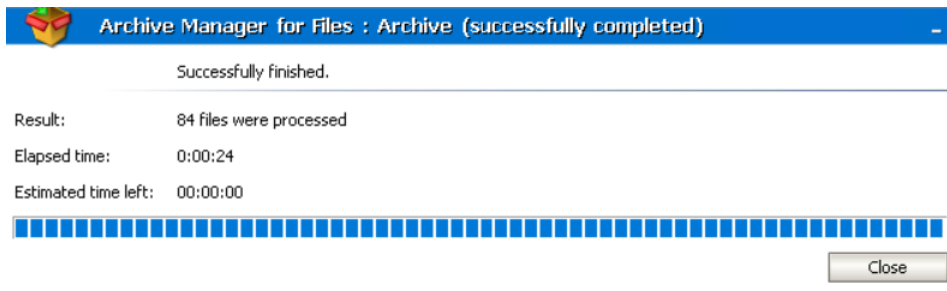 Archive Manager for Files : Archive (successfully completed)
Successfully finished.
Result: 84 files were processed
Elapsed time: 0:00:24
Estimated time left: 00:00:00
Close